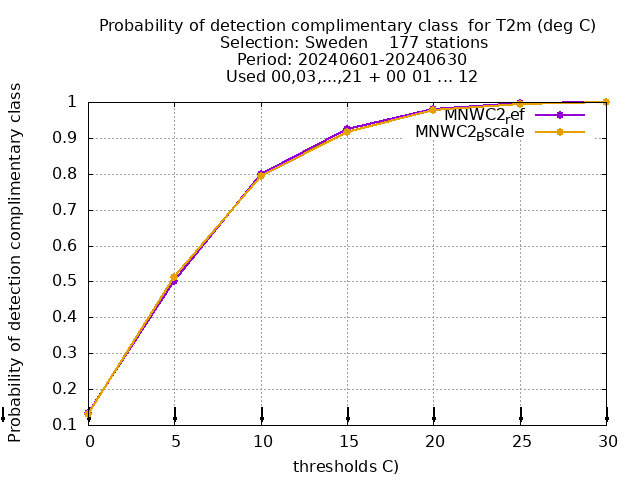 Probability of detection complimentary class  for T2m (deg C)
Selection: Sweden    177 stations
Period: 20240601-20240630
Used 00,03,...,21 + 00 01 ... 12
Probability of detection complimentary class
1
0.9
0.8
0.7
0.6
0.5
0.4
0.3
0.2
0.1
MNWC2ref
MNWC2Bscale
0 5 10 15 20 25 30
thresholds C)